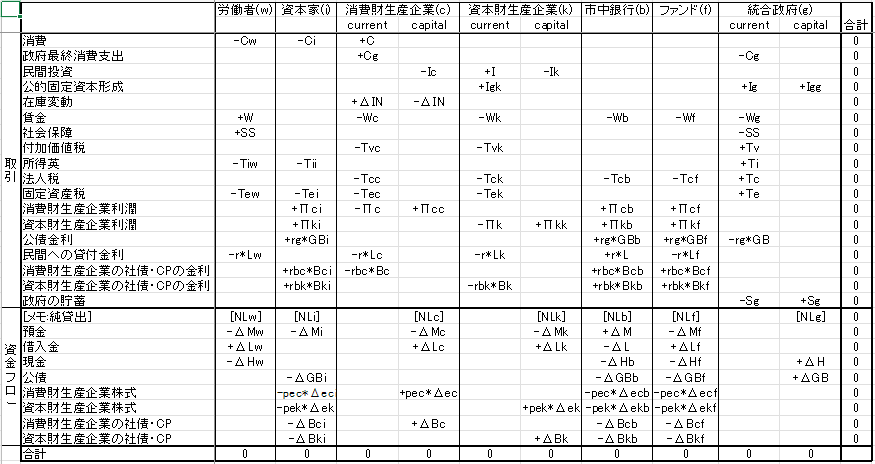 労働者(w) 資本家(i) 消費財生産企業(c) 資本財生産企業(k) 市中銀行(b) ファンド(f) 統合政府(g)
current capital current capital current capital 合計
消費 −Cw −Ci +C 0
政府最終消費支出 +Cg −Cg 0
民間投資 −Ic +I −Ik 0
公的固定資本形成 +Igk +Ig +Igg 0
在庫変動 +ΔIN −ΔIN 0
賃金 +W −Wc −Wk −Wb −Wf −Wg 0
社会保障 +SS −SS 0
付加価値税 −Tvc −Tvk +Tv 0
取引 所得英 −Tiw −Tii +Ti 0
法人税 −Tcc −Tck −Tcb −Tcf +Tc 0
固定資産税 −Tew −Tei −Tec −Tek +Te 0
消費財生産企業利潤 +Πci −Πc +Πcc +Πcb +Πcf 0
資本財生産企業利潤 +Πki −Πk +Πkk +Πkb +Πkf 0
公債金利 +rg*GBi +rg*GBb +rg*GBf −rg*GB 0
民間への貸付金利 −r*Lw −r*Lc −r*Lk +r*L −r*Lf 0
消費財生産企業の社債・CPの金利 +rbc*Bci −rbc*Bc +rbc*Bcb +rbc*Bcf 0
資本財生産企業の社債・CPの金利 +rbk*Bki −rbk*Bk +rbk*Bkb +rbk*Bkf 0
政府の貯蓄 −Sg +Sg 0
[メモ:純貸出] [NLw] [NLi] [NLc] [NLk] [NLb] [NLf] [NLg] 0
預金 −ΔMw −ΔMi −ΔMc −ΔMk +ΔM −ΔMf 0
資金フロー 借入金 +ΔLw +ΔLc +ΔLk −ΔL +ΔLf 0
現金 −ΔHw −ΔHb −ΔHf +ΔH 0
公債 −ΔGBi −ΔGBb −ΔGBf +ΔGB 0
消費財生産企業株式 −pec*Δeci +pec*Δec −pec*Δecb −pec*Δecf 0
資本財生産企業株式 −pek*Δek +pek*Δek −pek*Δekb −pek*Δekf 0
消費財生産企業の社債・CP −ΔBci +ΔBc −ΔBcb −ΔBcf 0
資本財生産企業の社債・CP −ΔBki +ΔBk −ΔBkb −ΔBkf 0
合計 0 0 0 0 0 0 0 0 0 0 0